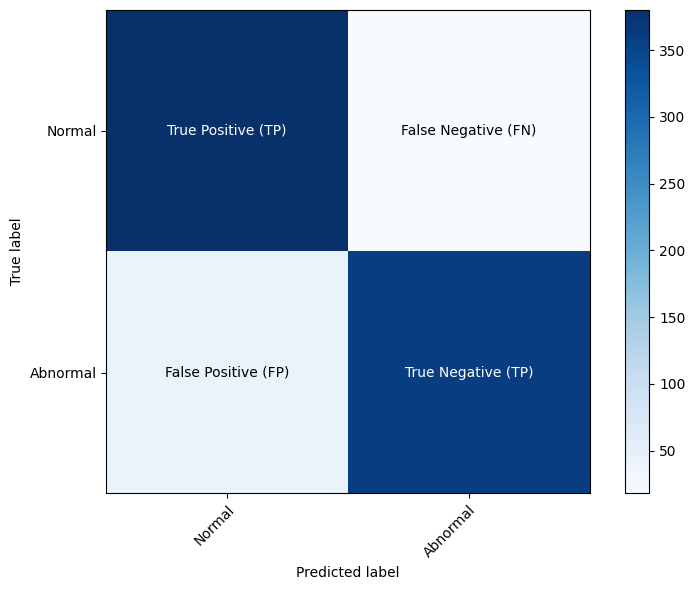 Normal
True Positive (TP)
False Negative (FN)
Abnormal
False Positive (FP)
True Negative (TP)
True label
Normal
Abnormal
Predicted label
350
300
250
200
150
100
50